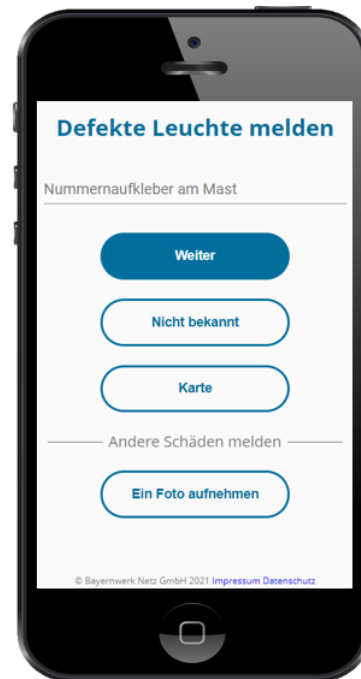 Defekte Leuchte melden
Nummernaufkleber am Mast
Weiter
Nicht bekannt
Karte
Andere Schäden melden
Ein Foto aufnehmen
© Bayernwerk Netz GmbH 2021 Impressum Datenschutz